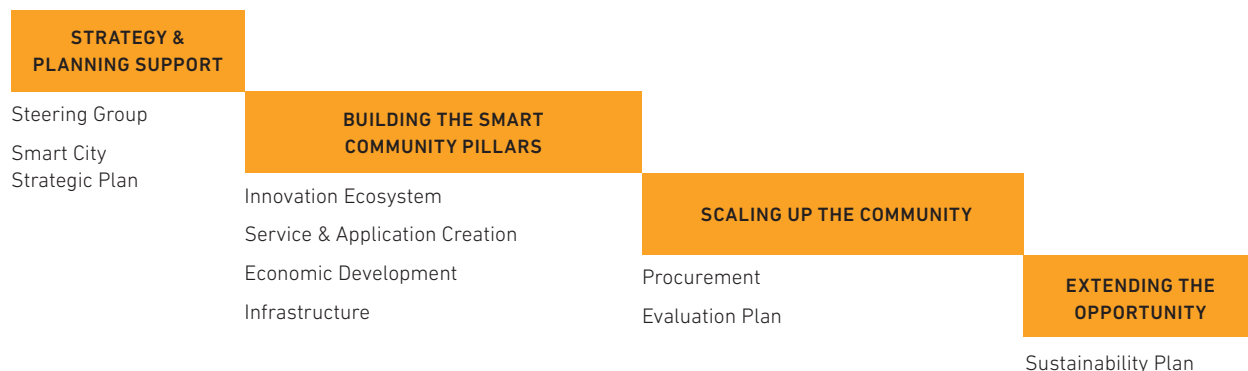 STRATEGY &
PLANNING SUPPORT
Steering Group
Smart City
Strategic Plan
BUILDING THE SMART
COMMUNITY PILLARS
Innovation Ecosystem
Service & Application Creation
Economic Development
Infrastructure
SCALING UP THE COMMUNITY
Procurement
Evaluation Plan
EXTENDING THE
OPPORTUNITY
Sustainability Plan